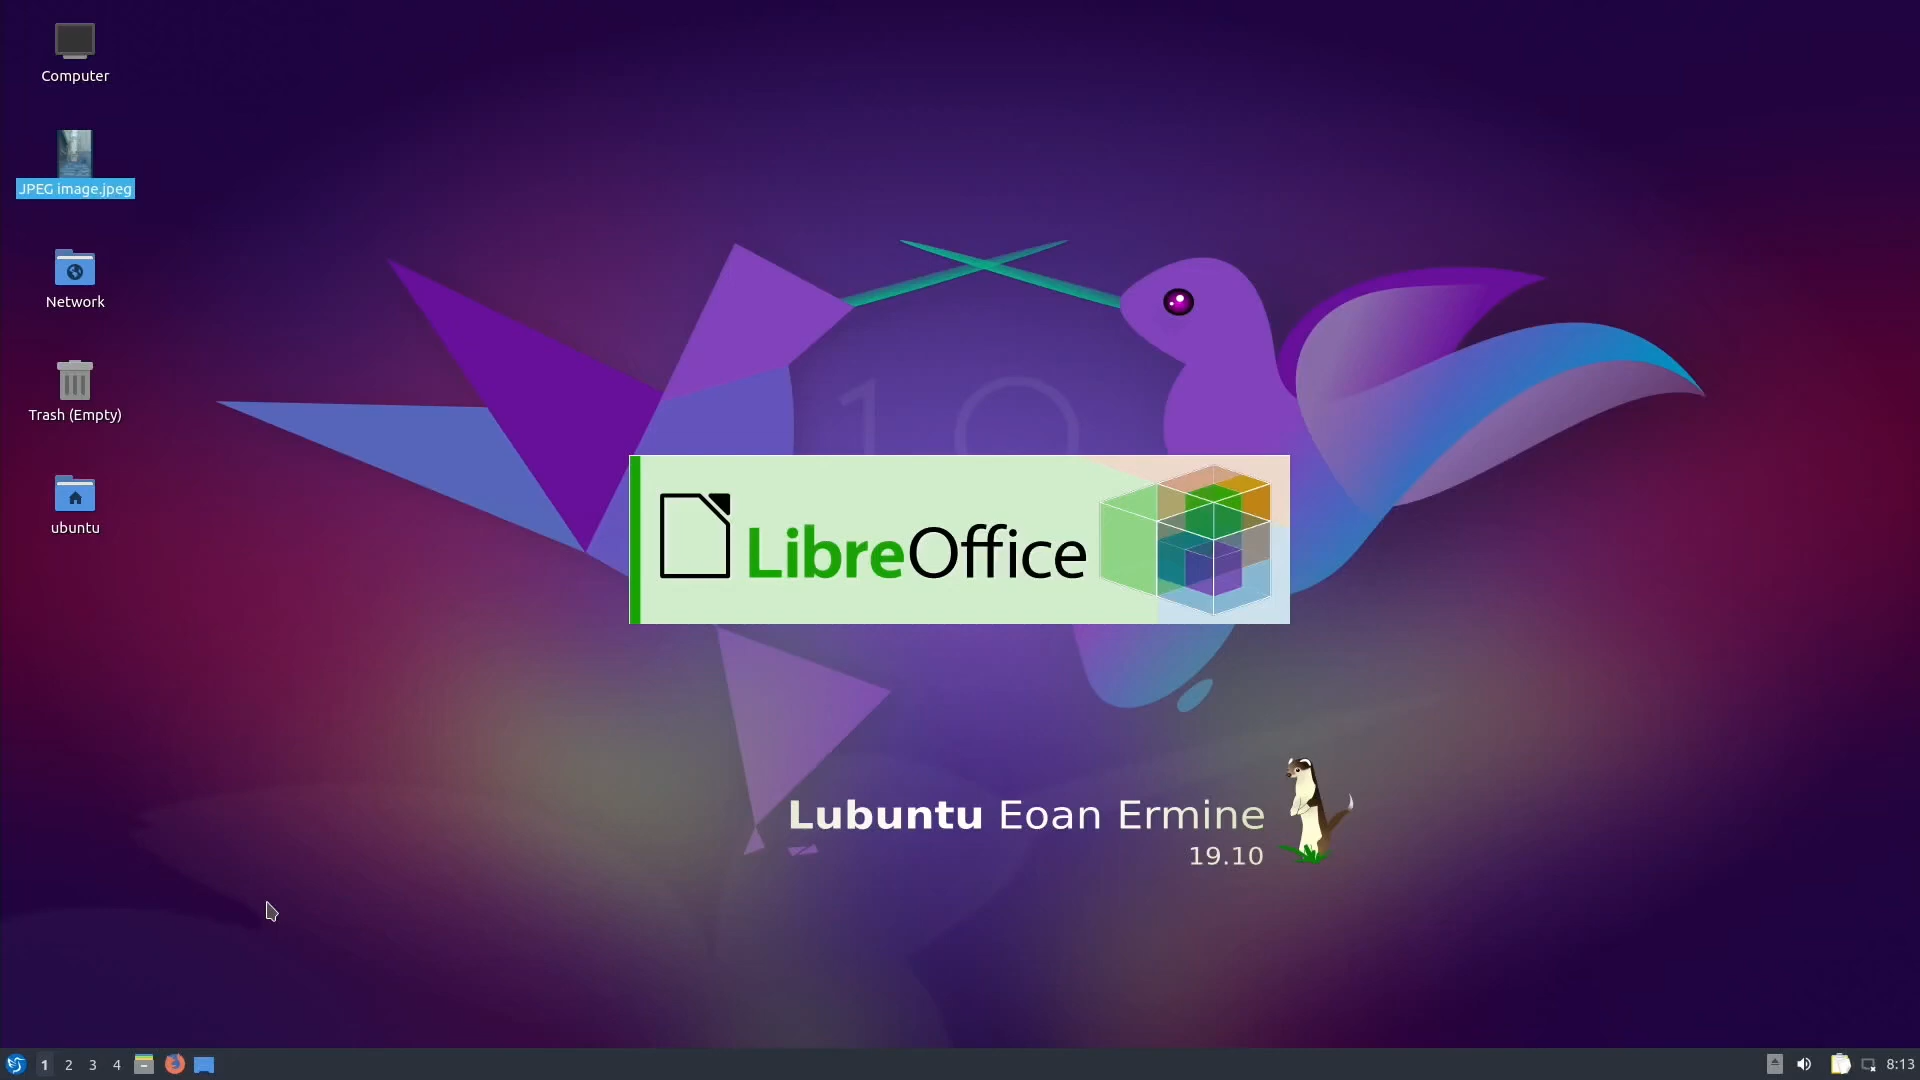 Computer
JPEG image.jpeg
Network
Trash (Empty)
ubuntu
19
LibreOffice
Lubuntu Eoan Ermine
19.10
1 2 3 4
8:13